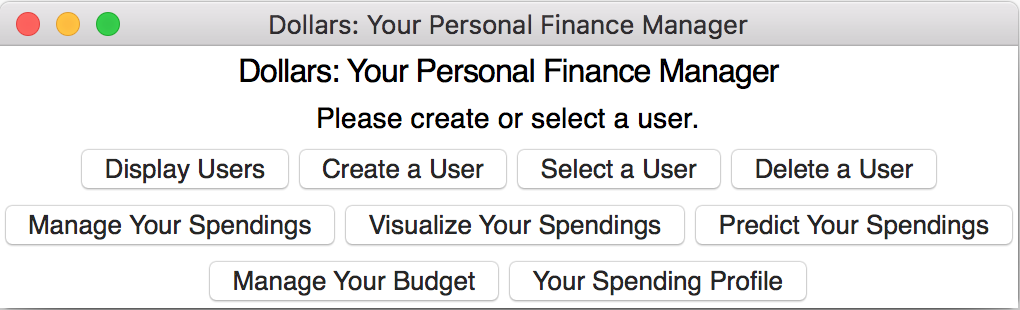 Dollars: Your Personal Finance Manager
Dollars: Your Personal Finance Manager
Please create or select a user.
Display Users Create a User Select a User Delete a User
Manage Your Spendings Visualize Your Spendings Predict Your Spendings
Manage Your Budget Your Spending Profile